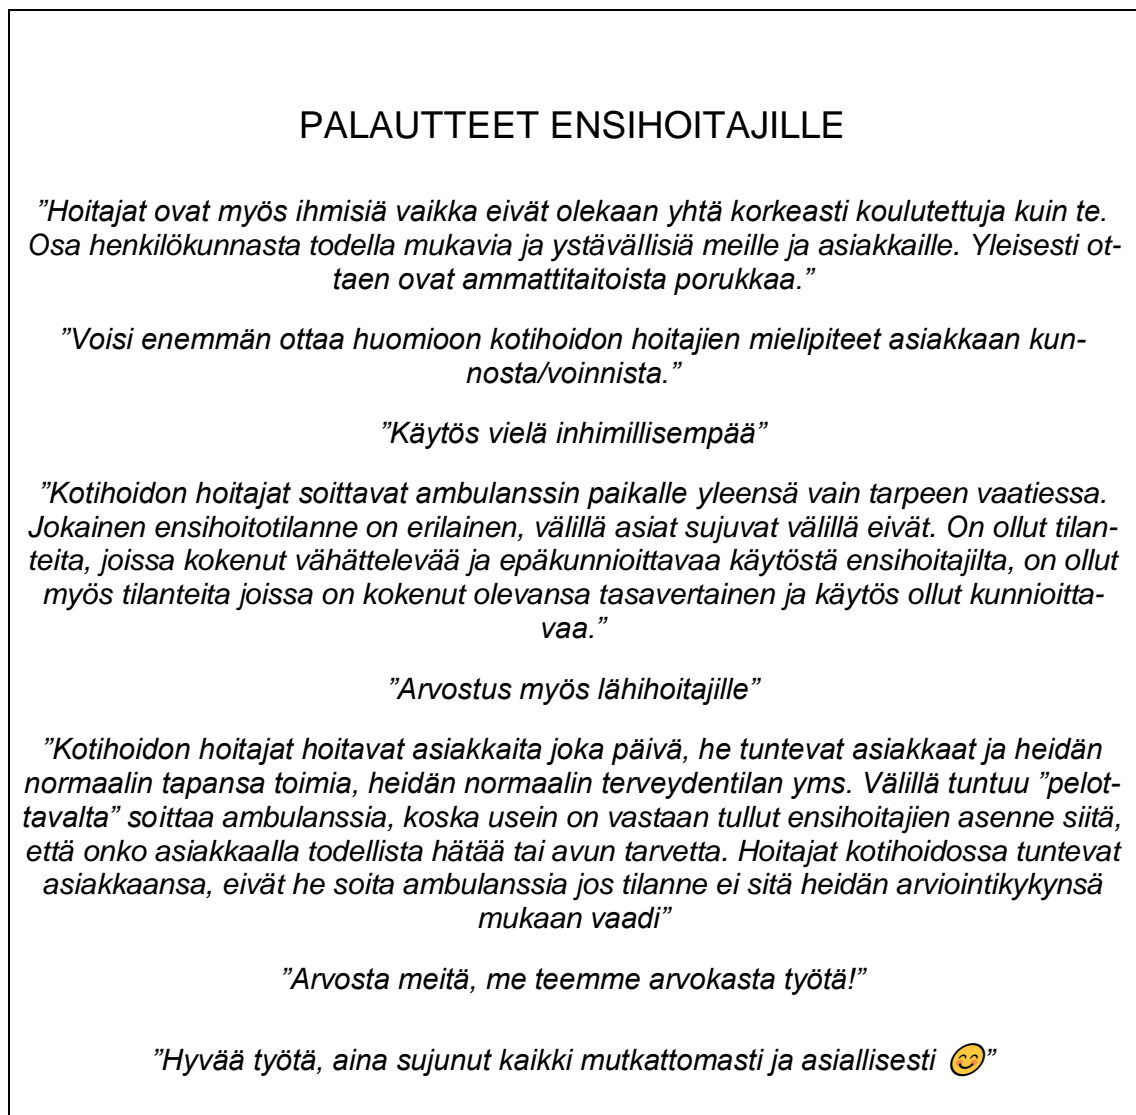 PALAUTTEET ENSIHOITAJILLE
”Hoitajat ovat myös ihmisiä vaikka eivät olekaan yhtä korkeasti koulutettuja kuin te.
Osa henkilökunnasta todella mukavia ja ystävällisiä meille ja asiakkaille. Yleisesti ot-
taen ovat ammattitaitoista porukkaa.”
”Voisi enemmän ottaa huomioon kotihoidon hoitajien mielipiteet asiakkaan kun-
nosta/voinnista.”
”Käytös vielä inhimillisempää”
”Kotihoidon hoitajat soittavat ambulanssin paikalle yleensä vain tarpeen vaatiessa.
Jokainen ensihoitotilanne on erilainen, välillä asiat sujuvat välillä eivät. On ollut tilan-
teita, joissa kokenut vähättelevää ja epäkunnioittavaa käytöstä ensihoitajilta, on ollut
myös tilanteita joissa on kokenut olevansa tasavertainen ja käytös ollut kunnioitta-
vaa.”
”Arvostus myös lähihoitajille”
”Kotihoidon hoitajat hoitavat asiakkaita joka päivä, he tuntevat asiakkaat ja heidän
normaalin tapansa toimia, heidän normaalin terveydentilan yms. Välillä tuntuu ”pelot-
tavalta” soittaa ambulanssia, koska usein on vastaan tullut ensihoitajien asenne siitä,
että onko asiakkaalla todellista hätää tai avun tarvetta. Hoitajat kotihoidossa tuntevat
asiakkaansa, eivät he soita ambulanssia jos tilanne ei sitä heidän arviointikykynsä
mukaan vaadi”
”Arvosta meitä, me teemme arvokasta työtä!”
”Hyvää työtä, aina sujunut kaikki mutkattomasti ja asiallisesti 😊”